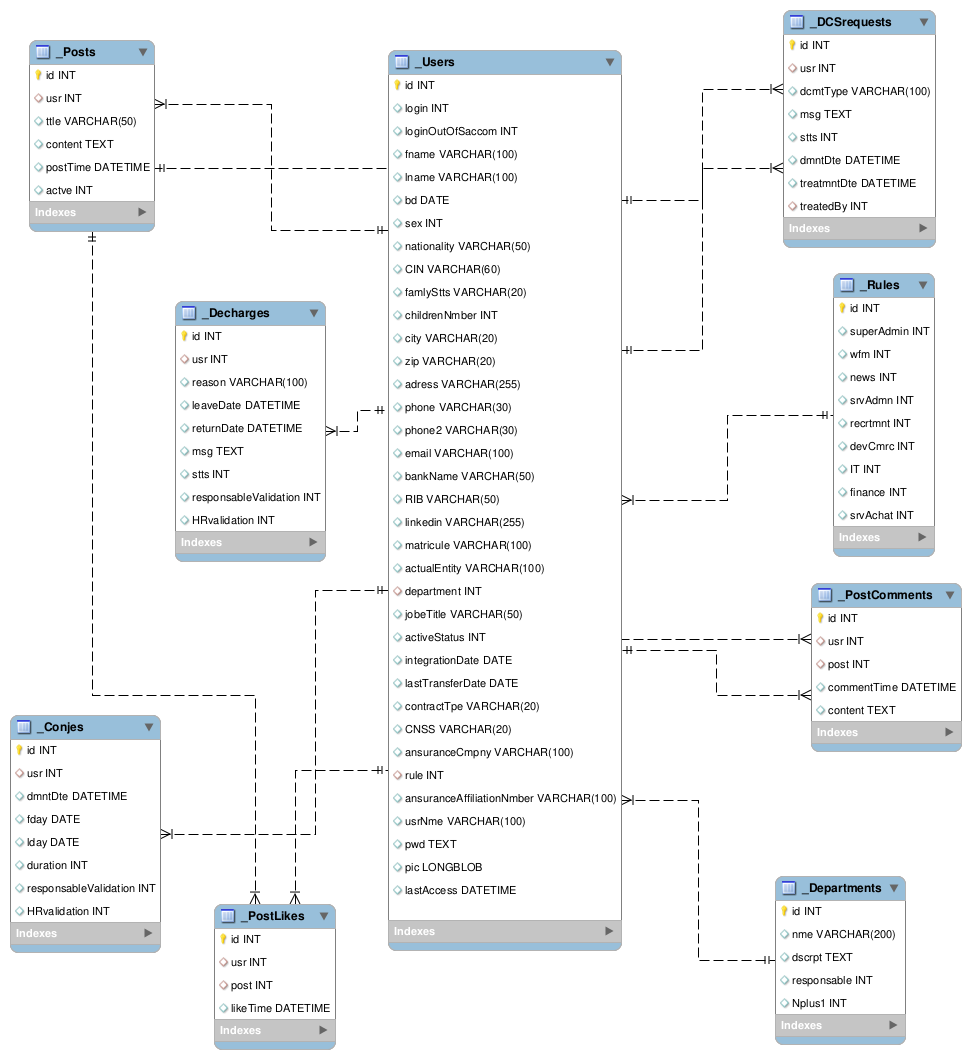 _Posts
id INT
usr INT
ttle VARCHAR(50)
content TEXT
postTime DATETIME
actve INT
Indexes
_Users
id INT
login INT
loginOutOfSaccom INT
fname VARCHAR(100)
lname VARCHAR(100)
bd DATE
sex INT
nationality VARCHAR(50)
CIN VARCHAR(60)
famlyStts VARCHAR(20)
childrenNmber INT
city VARCHAR(20)
zip VARCHAR(20)
adress VARCHAR(255)
phone VARCHAR(30)
phone2 VARCHAR(30)
email VARCHAR(100)
bankName VARCHAR(50)
RIB VARCHAR(50)
linkedin VARCHAR(255)
matricule VARCHAR(100)
actualEntity VARCHAR(100)
department INT
jobeTitle VARCHAR(50)
activeStatus INT
integrationDate DATE
lastTransferDate DATE
contractTpe VARCHAR(20)
CNSS VARCHAR(20)
ansuranceCmpny VARCHAR(100)
rule INT
ansuranceAffiliationNmber VARCHAR(100)
usrNme VARCHAR(100)
pwd TEXT
pic LONGBLOB
lastAccess DATETIME
Indexes
_DCSrequests
id INT
usr INT
dcmtType VARCHAR(100)
msg TEXT
stts INT
dmntDte DATETIME
treatmntDte DATETIME
treatedBy INT
Indexes
_Decharges
id INT
usr INT
reason VARCHAR(100)
leaveDate DATETIME
returnDate DATETIME
msg TEXT
stts INT
responsableValidation INT
HRvalidation INT
Indexes
_Rules
id INT
superAdmin INT
wfm INT
news INT
srvAdmn INT
recrtmnt INT
devCmrc INT
IT INT
finance INT
srvAchat INT
Indexes
_PostComments
id INT
usr INT
post INT
commentTime DATETIME
content TEXT
Indexes
_Conjes
id INT
usr INT
dmntDte DATETIME
fday DATE
lday DATE
duration INT
responsableValidation INT
HRvalidation INT
Indexes
_PostLikes
id INT
usr INT
post INT
likeTime DATETIME
Indexes
_Departments
id INT
nme VARCHAR(200)
dscrpt TEXT
responsable INT
Nplus1 INT
Indexes